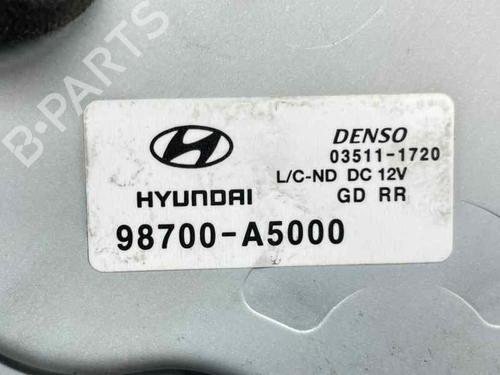 B-PARTS
HYUNDAI
98700-A5000
DENSO
03511-1720
L/C-ND DC 12V
GD RR